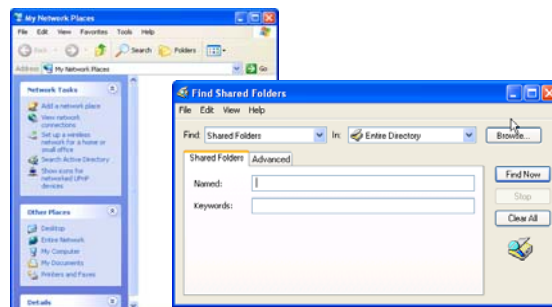 My Network Places
File Edit View Favorites Tools Help
Back Search Folders
Address My Network Places Go
Network Tasks
Add a network place
View network connections
Set up a wireless network for a home or small office
Search Active Directory
Show icons for networked UPnP devices
Other Places
Desktop
Entire Network
My Computer
My Documents
Printers and Faxes
Details
Find Shared Folders
File Edit View Help
Find: Shared Folders In: Entire Directory Browse...
Shared Folders Advanced
Named:
Keywords:
Find Now
Stop
Clear All